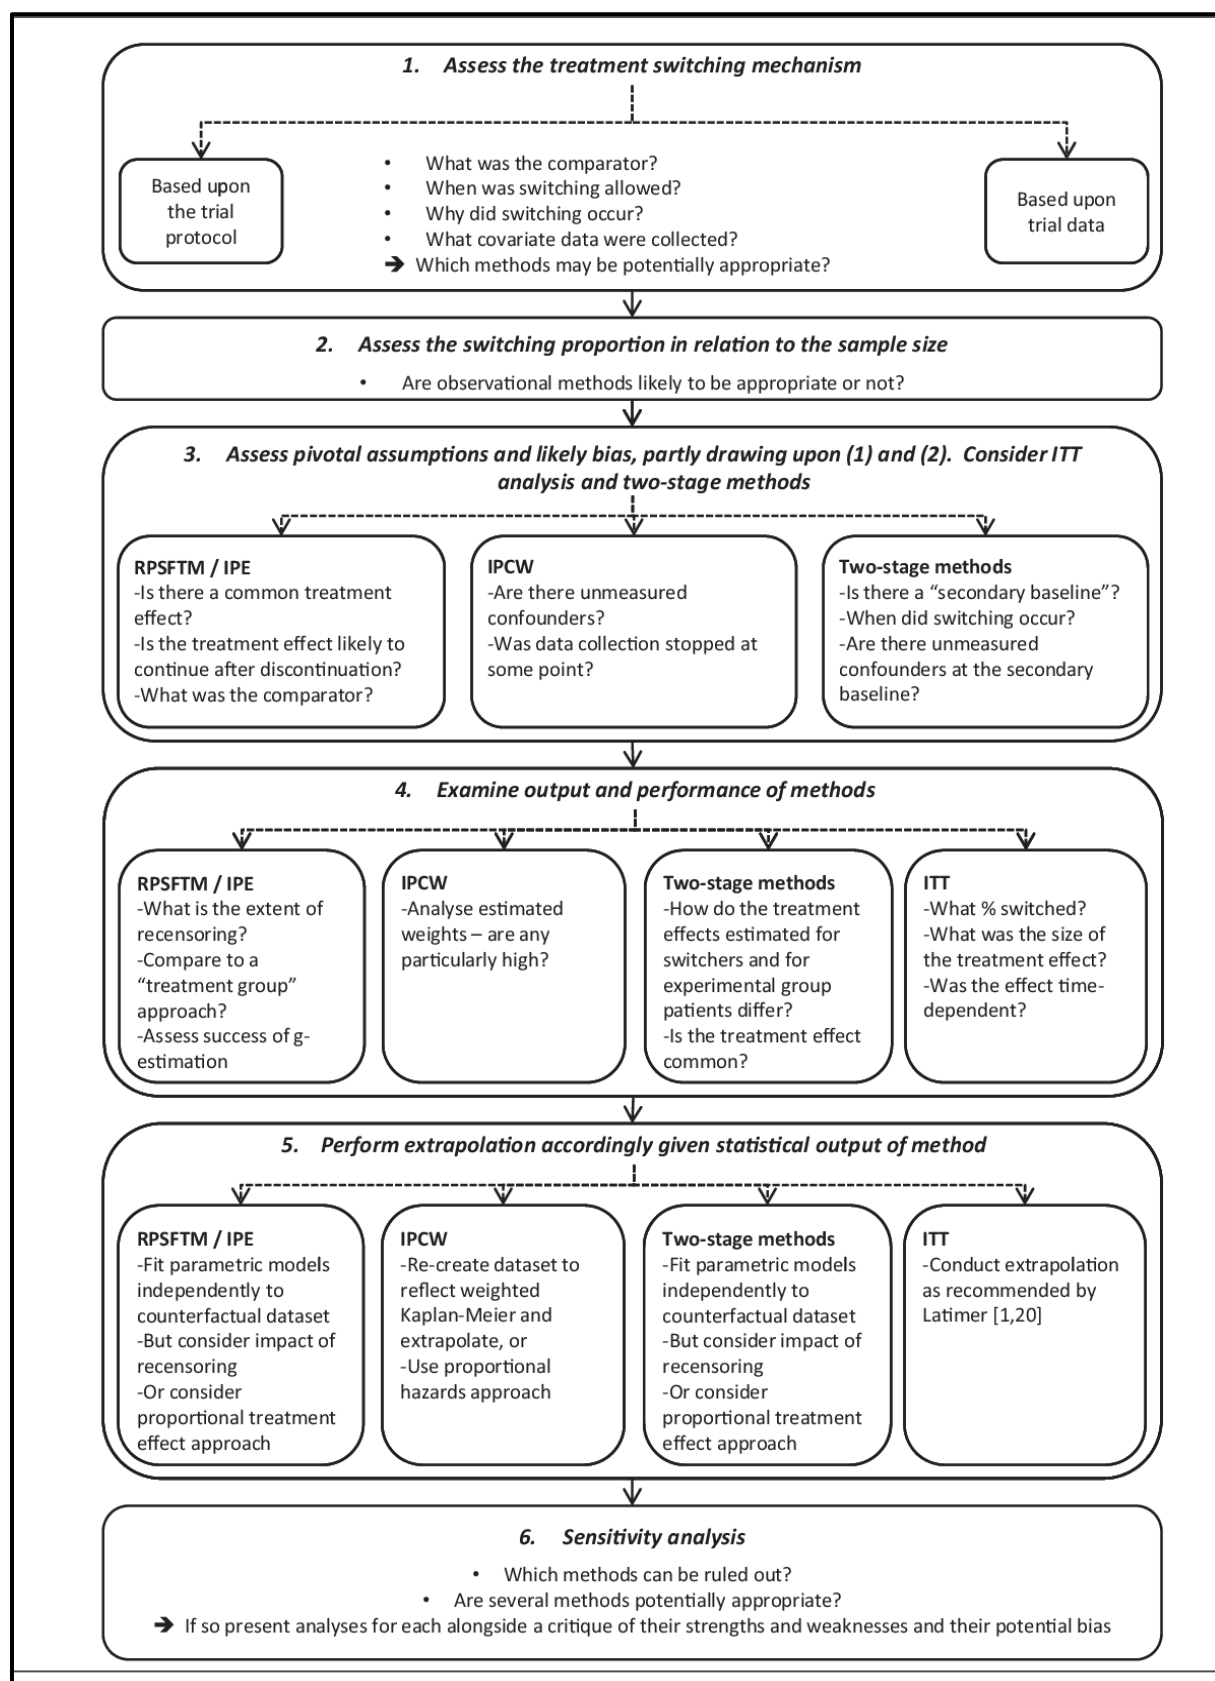 1. Assess the treatment switching mechanism
Based upon
the trial
protocol
• What was the comparator?
• When was switching allowed?
• Why did switching occur?
• What covariate data were collected?
➔ Which methods may be potentially appropriate?
Based upon
trial data
2. Assess the switching proportion in relation to the sample size
• Are observational methods likely to be appropriate or not?
3. Assess pivotal assumptions and likely bias, partly drawing upon (1) and (2). Consider ITT
analysis and two-stage methods
RPSFTM / IPE
-Is there a common treatment
effect?
-Is the treatment effect likely to
continue after discontinuation?
-What was the comparator?
IPCW
-Are there unmeasured
confounders?
-Was data collection stopped at
some point?
Two-stage methods
-Is there a “secondary baseline”?
-When did switching occur?
-Are there unmeasured
confounders at the secondary
baseline?
4. Examine output and performance of methods
RPSFTM / IPE
-What is the extent of
recensoring?
-Compare to a
“treatment group”
approach?
-Assess success of g-
estimation
IPCW
-Analyse estimated
weights – are any
particularly high?
Two-stage methods
-How do the treatment
effects estimated for
switchers and for
experimental group
patients differ?
-Is the treatment effect
common?
ITT
-What % switched?
-What was the size of
the treatment effect?
-Was the effect time-
dependent?
5. Perform extrapolation accordingly given statistical output of method
RPSFTM / IPE
-Fit parametric models
independently to
counterfactual dataset
-But consider impact of
recensoring
-Or consider
proportional treatment
effect approach
IPCW
-Re-create dataset to
reflect weighted
Kaplan-Meier and
extrapolate, or
-Use proportional
hazards approach
Two-stage methods
-Fit parametric models
independently to
counterfactual dataset
-But consider impact of
recensoring
-Or consider
proportional treatment
effect approach
ITT
-Conduct extrapolation
as recommended by
Latimer [1,20]
6. Sensitivity analysis
• Which methods can be ruled out?
• Are several methods potentially appropriate?
➔ If so present analyses for each alongside a critique of their strengths and weaknesses and their potential bias